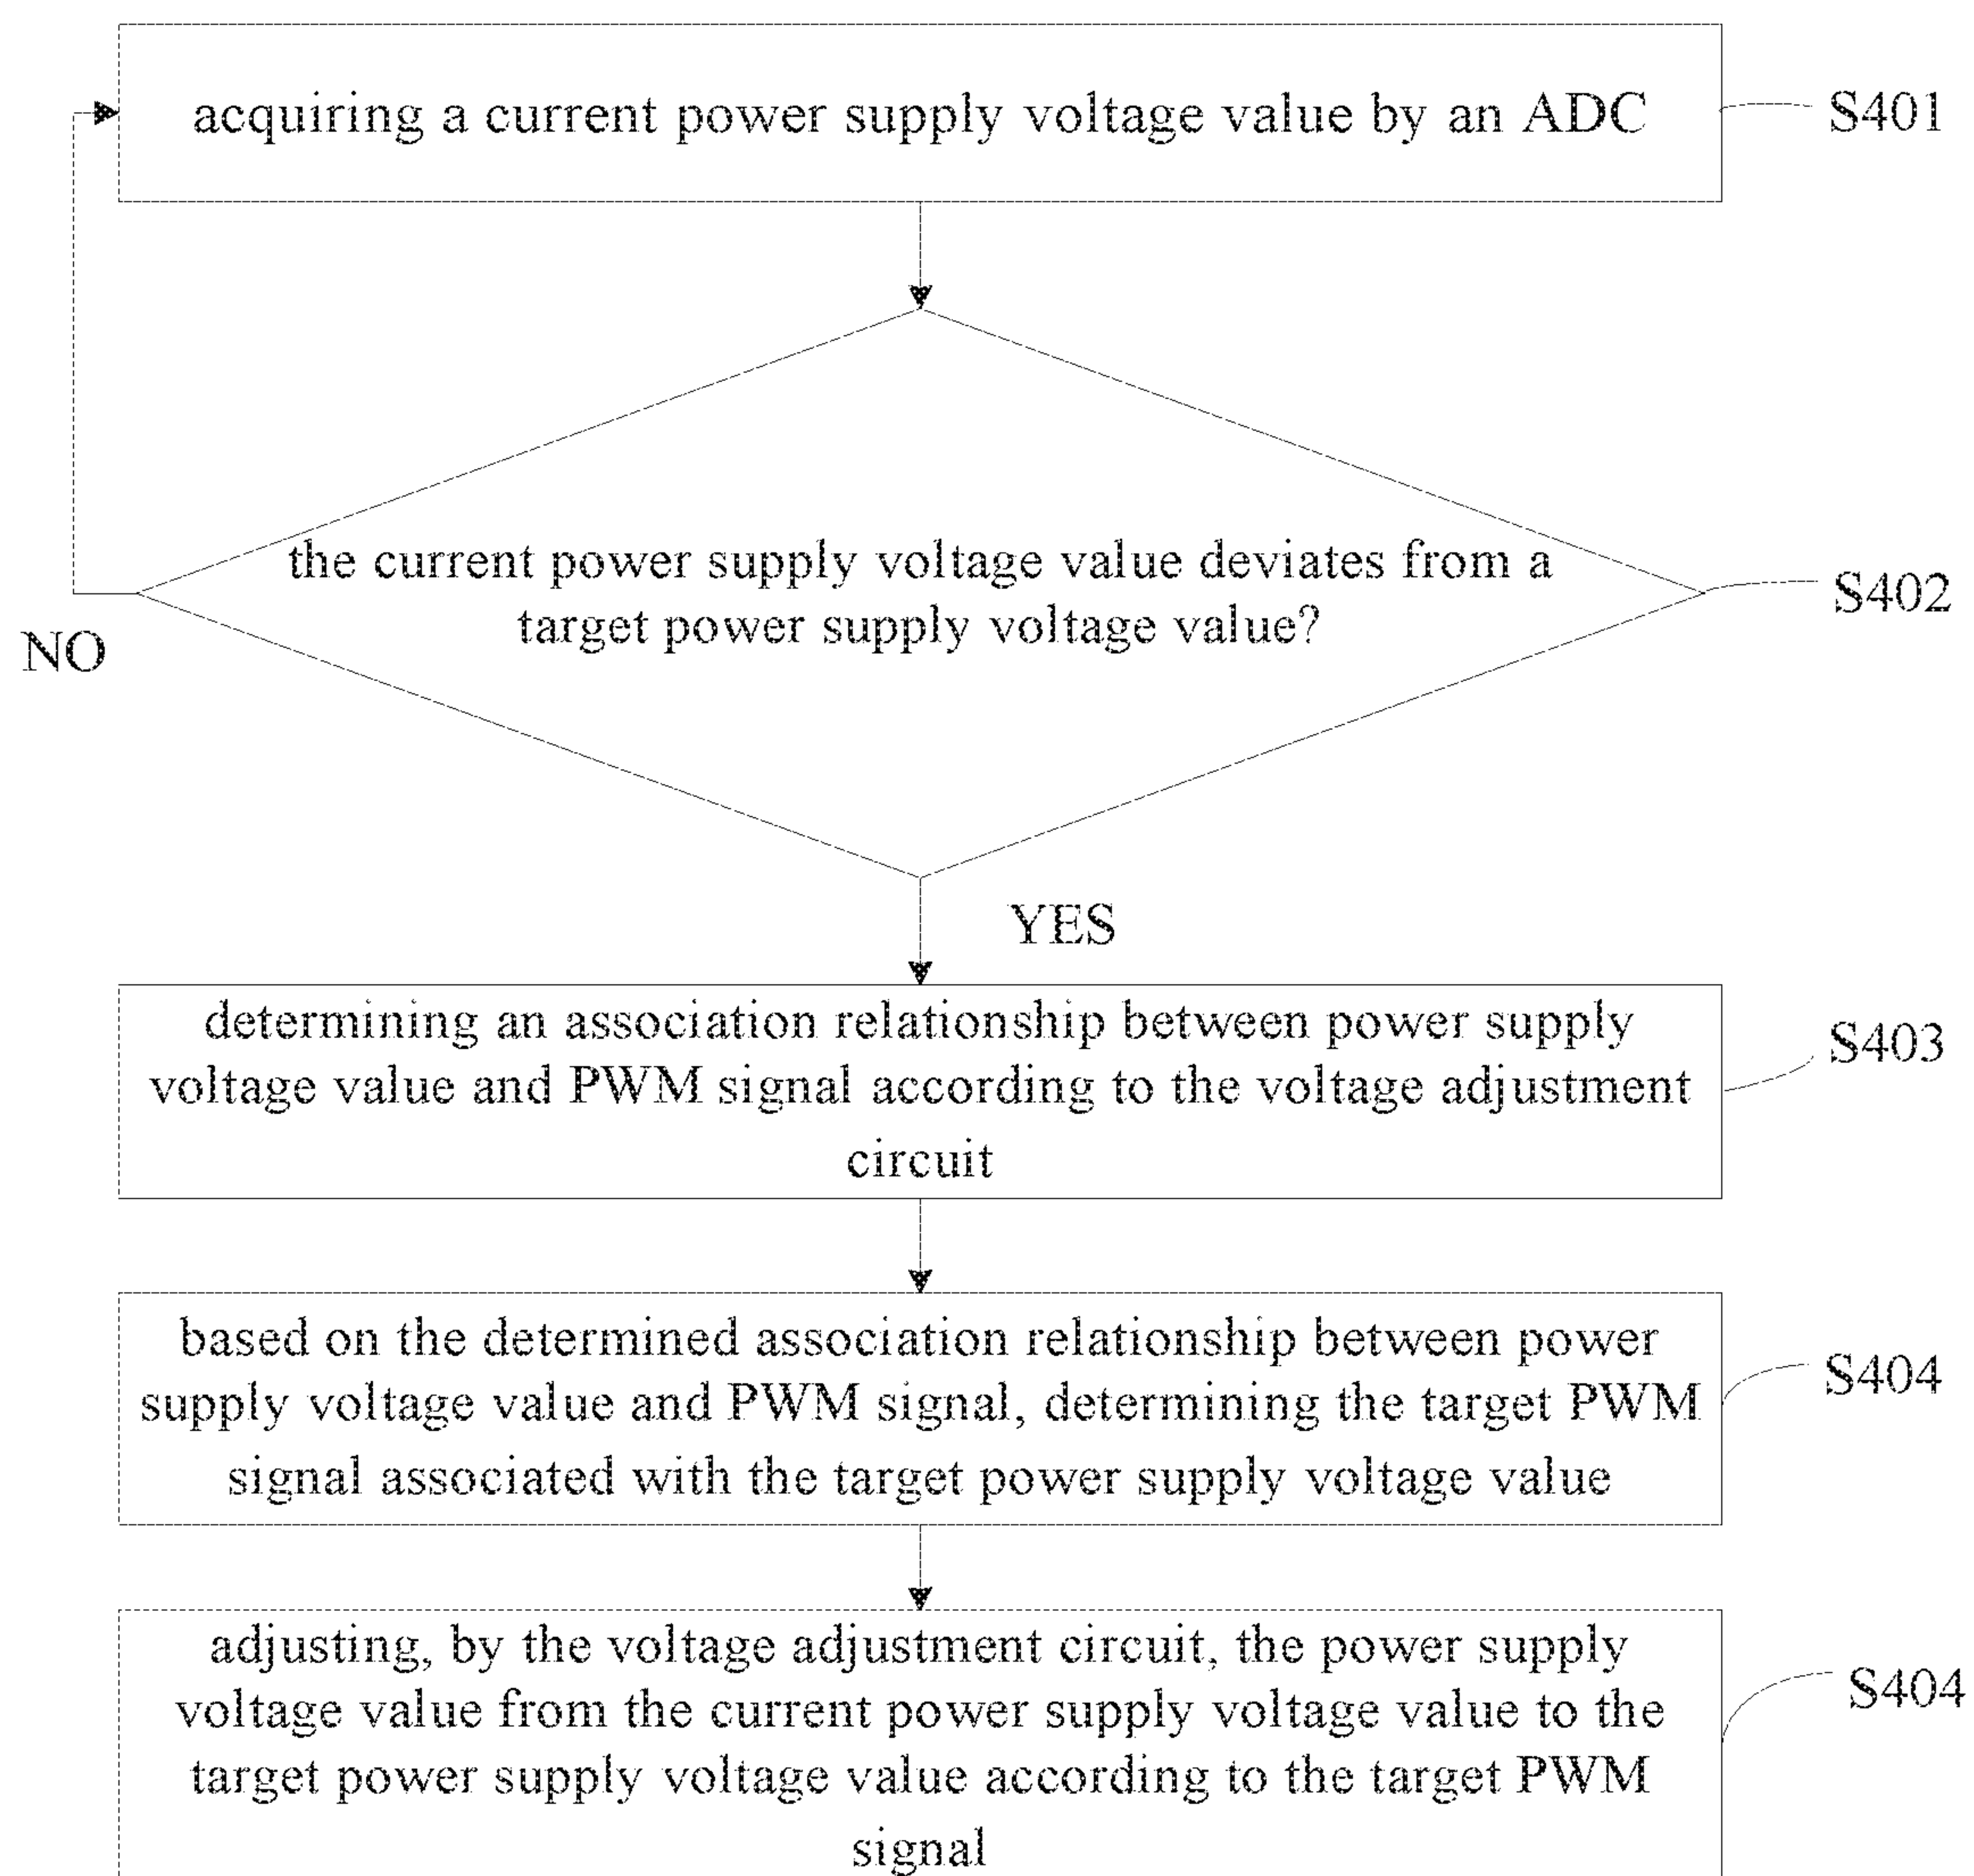 acquiring a current power supply voltage value by an ADC
S401
the current power supply voltage value deviates from a
target power supply voltage value?
S402
NO
YES
determining an association relationship between power supply
voltage value and PWM signal according to the voltage adjustment
circuit
S403
based on the determined association relationship between power
supply voltage value and PWM signal, determining the target PWM
signal associated with the target power supply voltage value
S404
adjusting, by the voltage adjustment circuit, the power supply
voltage value from the current power supply voltage value to the
target power supply voltage value according to the target PWM
signal
S404